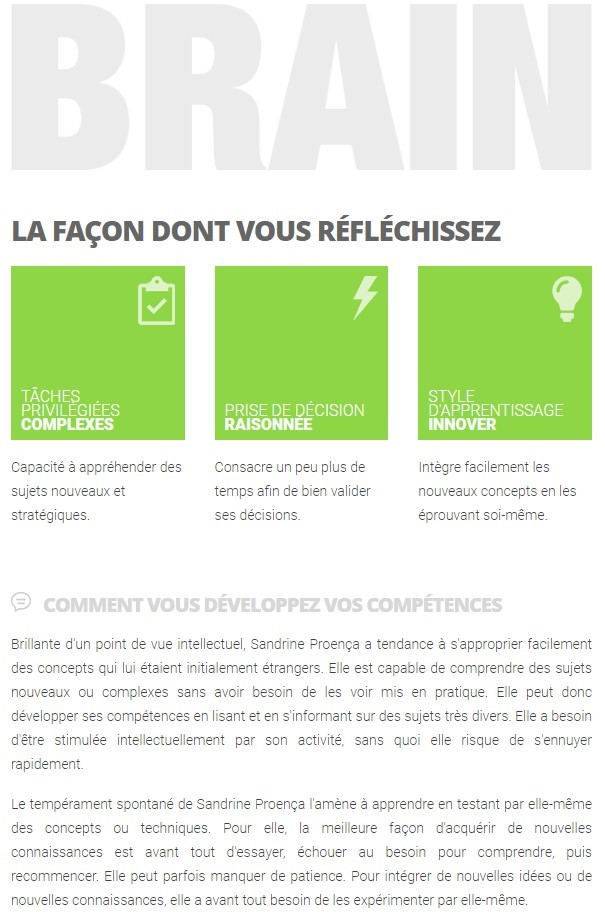 BRAIN
LA FAÇON DONT VOUS RÉFLÉCHISSEZ
TÂCHES
PRIVILÉGIÉES
COMPLEXES
Capacité à appréhender des
sujets nouveaux et
stratégiques.
PRISE DE DÉCISION
RAISONNÉE
Consacre un peu plus de
temps afin de bien valider
ses décisions.
STYLE
D'APPRENTISSAGE
INNOVER
Intègre facilement les
nouveaux concepts en les
éprouvant soi-même.
COMMENT VOUS DÉVELOPPEZ VOS COMPÉTENCES
Brillante d'un point de vue intellectuel, Sandrine Proença a tendance à s'approprier facilement
des concepts qui lui étaient initialement étrangers. Elle est capable de comprendre des sujets
nouveaux ou complexes sans avoir besoin de les voir mis en pratique. Elle peut donc
développer ses compétences en lisant et en s'informant sur des sujets très divers. Elle a besoin
d'être stimulée intellectuellement par son activité, sans quoi elle risque de s'ennuyer
rapidement.
Le tempérament spontané de Sandrine Proença l'amène à apprendre en testant par elle-même
des concepts ou techniques. Pour elle, la meilleure façon d'acquérir de nouvelles
connaissances est avant tout d'essayer, échouer au besoin pour comprendre, puis
recommencer. Elle peut parfois manquer de patience. Pour intégrer de nouvelles idées ou de
nouvelles connaissances, elle a avant tout besoin de les expérimenter par elle-même.